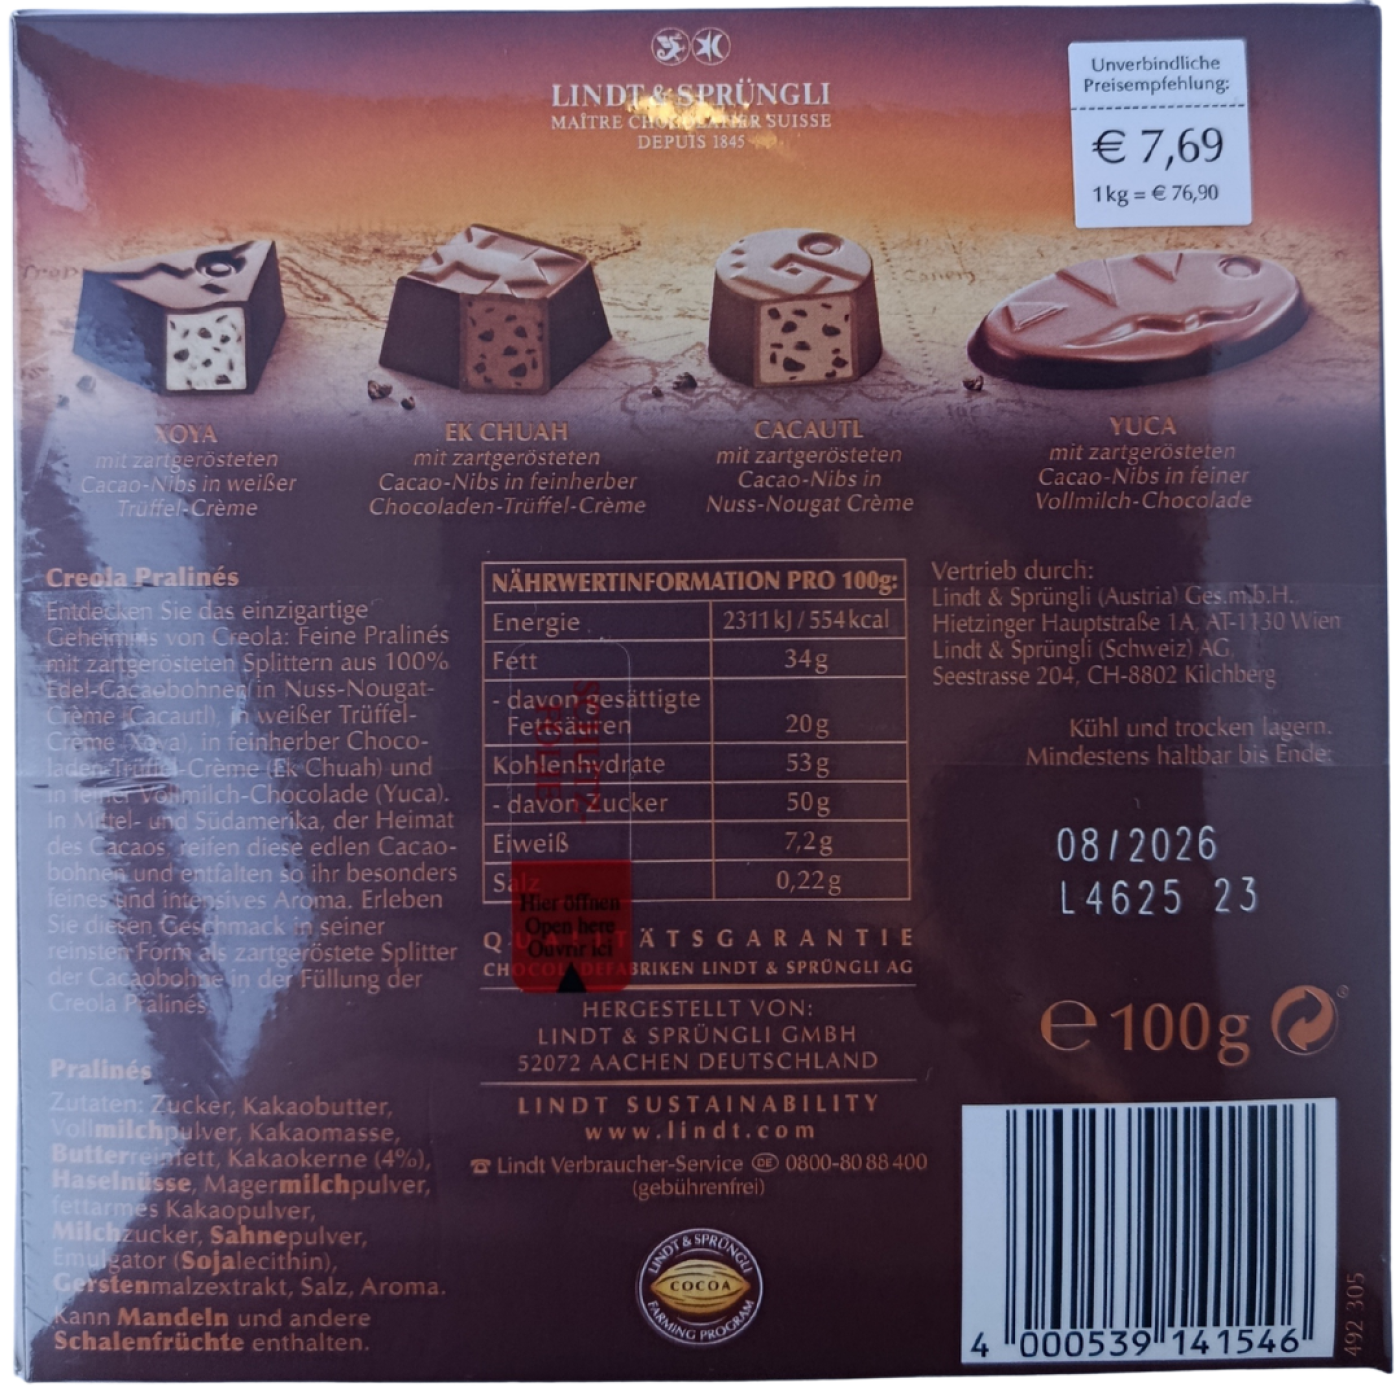 LINDT & SPRÜNGLI
MAÎTRE CHOCOLATIER SUISSE
DEPUIS 1845
Unverbindliche
Preisempfehlung:
€ 7,69
1kg = € 76,90
XOYA
mit zartgerösteten
Cacao-Nibs in weißer
Trüffel-Crème
EK CHUAH
mit zartgerösteten
Cacao-Nibs in feinherber
Chocoladen-Trüffel-Crème
CACAUTL
mit zartgerösteten
Cacao-Nibs in
Nuss-Nougat Crème
YUCA
mit zartgerösteten
Cacao-Nibs in feiner
Vollmilch-Chocolade
Creola Pralinés
Entdecken Sie das einzigartige
Geheimnis von Creola: Feine Pralinés
mit zartgerösteten Splittern aus 100%
Edel-Cacaobohnen in Nuss-Nougat-
Crème (Cacautl), in weißer Trüffel-
Crème (Xoya), in feinherber Choco-
laden-Trüffel-Crème (Ek Chuah) und
in feiner Vollmilch-Chocolade (Yuca).
In Mittel- und Südamerika, der Heimat
des Cacaos reifen diese edlen Cacao-
bohnen und entfalten so ihr besonders
feines und intensives Aroma. Erleben
Sie diesen Geschmack in seiner
reinsten Form als zartgeröstete Splitter
der Cacaobohne in der Füllung der
Creola Pralinés.
Pralinés
Zutaten: Zucker, Kakaobutter,
Vollmilchpulver, Kakaomasse,
Butterreinfett, Kakaokerne (4%),
Haselnüsse, Magermilchpulver,
fettarmes Kakaopulver,
Milchzucker, Sahnepulver,
Emulgator (Sojalecithin),
Gerstenmalzextrakt, Salz, Aroma.
Kann Mandeln und andere
Schalenfrüchte enthalten.
NÄHRWERTINFORMATION PRO 100g:
Energie 2311 kJ / 554 kcal
Fett 34 g
- davon gesättigte
Fettsäuren 20 g
Kohlenhydrate 53 g
- davon Zucker 50 g
Eiweiß 7,2 g
Salz 0,22 g
Hier öffnen
Open here
Ouvrir ici
QUALITÄTSGARANTIE
CHOCOLADEFABRIKEN LINDT & SPRÜNGLI AG
HERGESTELLT VON:
LINDT & SPRÜNGLI GMBH
52072 AACHEN DEUTSCHLAND
LINDT SUSTAINABILITY
www.lindt.com
☎ Lindt Verbraucher-Service DE 0800-80 88 400
(gebührenfrei)
LINDT & SPRÜNGLI
COCOA
FARMING PROGRAM
Vertrieb durch:
Lindt & Sprüngli (Austria) Ges.m.b.H.
Hietzinger Hauptstraße 1A, AT-1130 Wien
Lindt & Sprüngli (Schweiz) AG,
Seestrasse 204, CH-8802 Kilchberg
Kühl und trocken lagern.
Mindestens haltbar bis Ende:
08/2026
L4625 23
e 100g
4 000539 141546
492 305